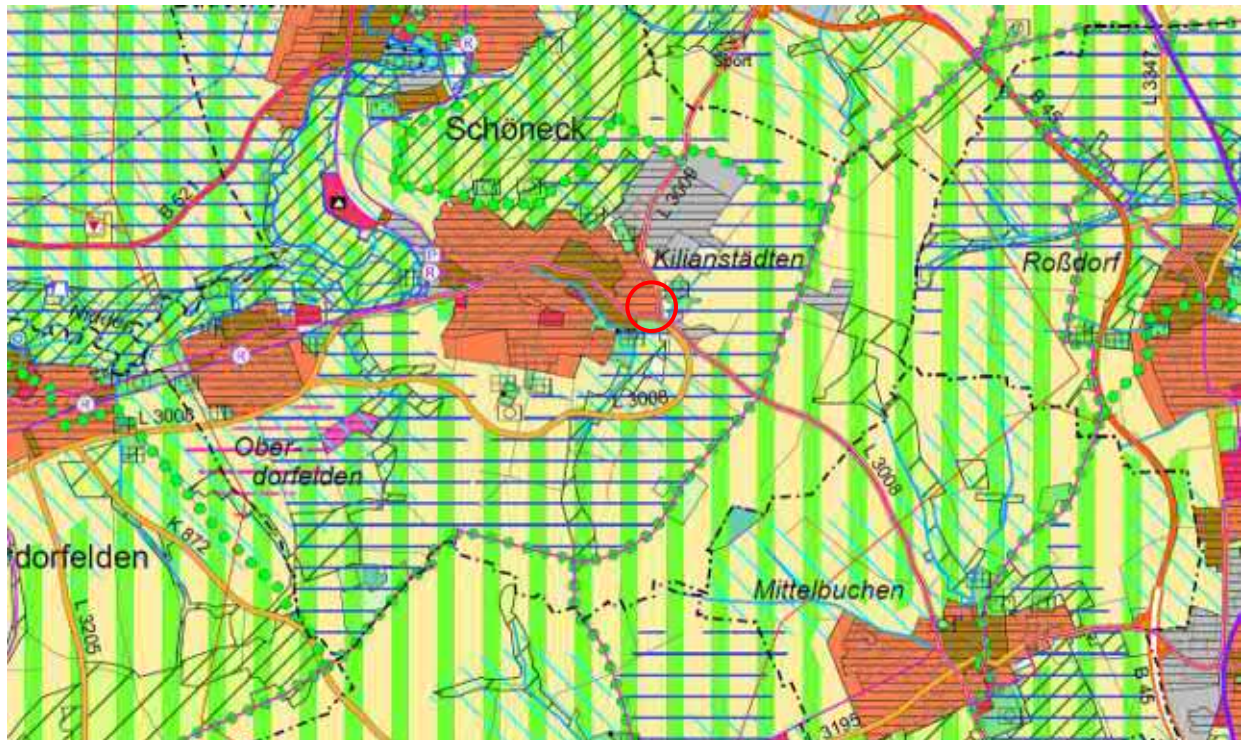 Sport
B 45
L 3347
Schöneck
B 521
L 3009
Kilianstädten
Roßdorf
P
R
R
R
Nidder
R
L 3008
L 3008
Ober-
dorfelden
L 3008
K 872
dorfelden
Mittelbuchen
L 3205
3195
B 45